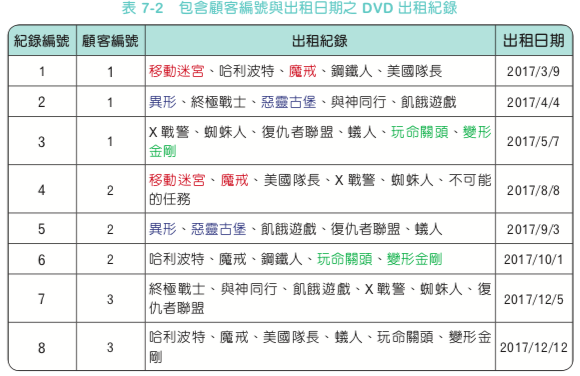 表 7-2 包含顧客編號與出租日期之 DVD 出租紀錄
紀錄編號 顧客編號 出租紀錄 出租日期
1 1 移動迷宮、哈利波特、魔戒、鋼鐵人、美國隊長 2017/3/9
2 1 異形、終極戰士、惡靈古堡、與神同行、飢餓遊戲 2017/4/4
3 1 X 戰警、蜘蛛人、復仇者聯盟、蟻人、玩命關頭、變形 2017/5/7
金剛
4 2 移動迷宮、魔戒、美國隊長、X 戰警、蜘蛛人、不可能 2017/8/8
的任務
5 2 異形、惡靈古堡、飢餓遊戲、復仇者聯盟、蟻人 2017/9/3
6 2 哈利波特、魔戒、鋼鐵人、玩命關頭、變形金剛 2017/10/1
7 3 終極戰士、與神同行、飢餓遊戲、X 戰警、蜘蛛人、復 2017/12/5
仇者聯盟
8 3 哈利波特、魔戒、美國隊長、蟻人、玩命關頭、變形金 2017/12/12
剛